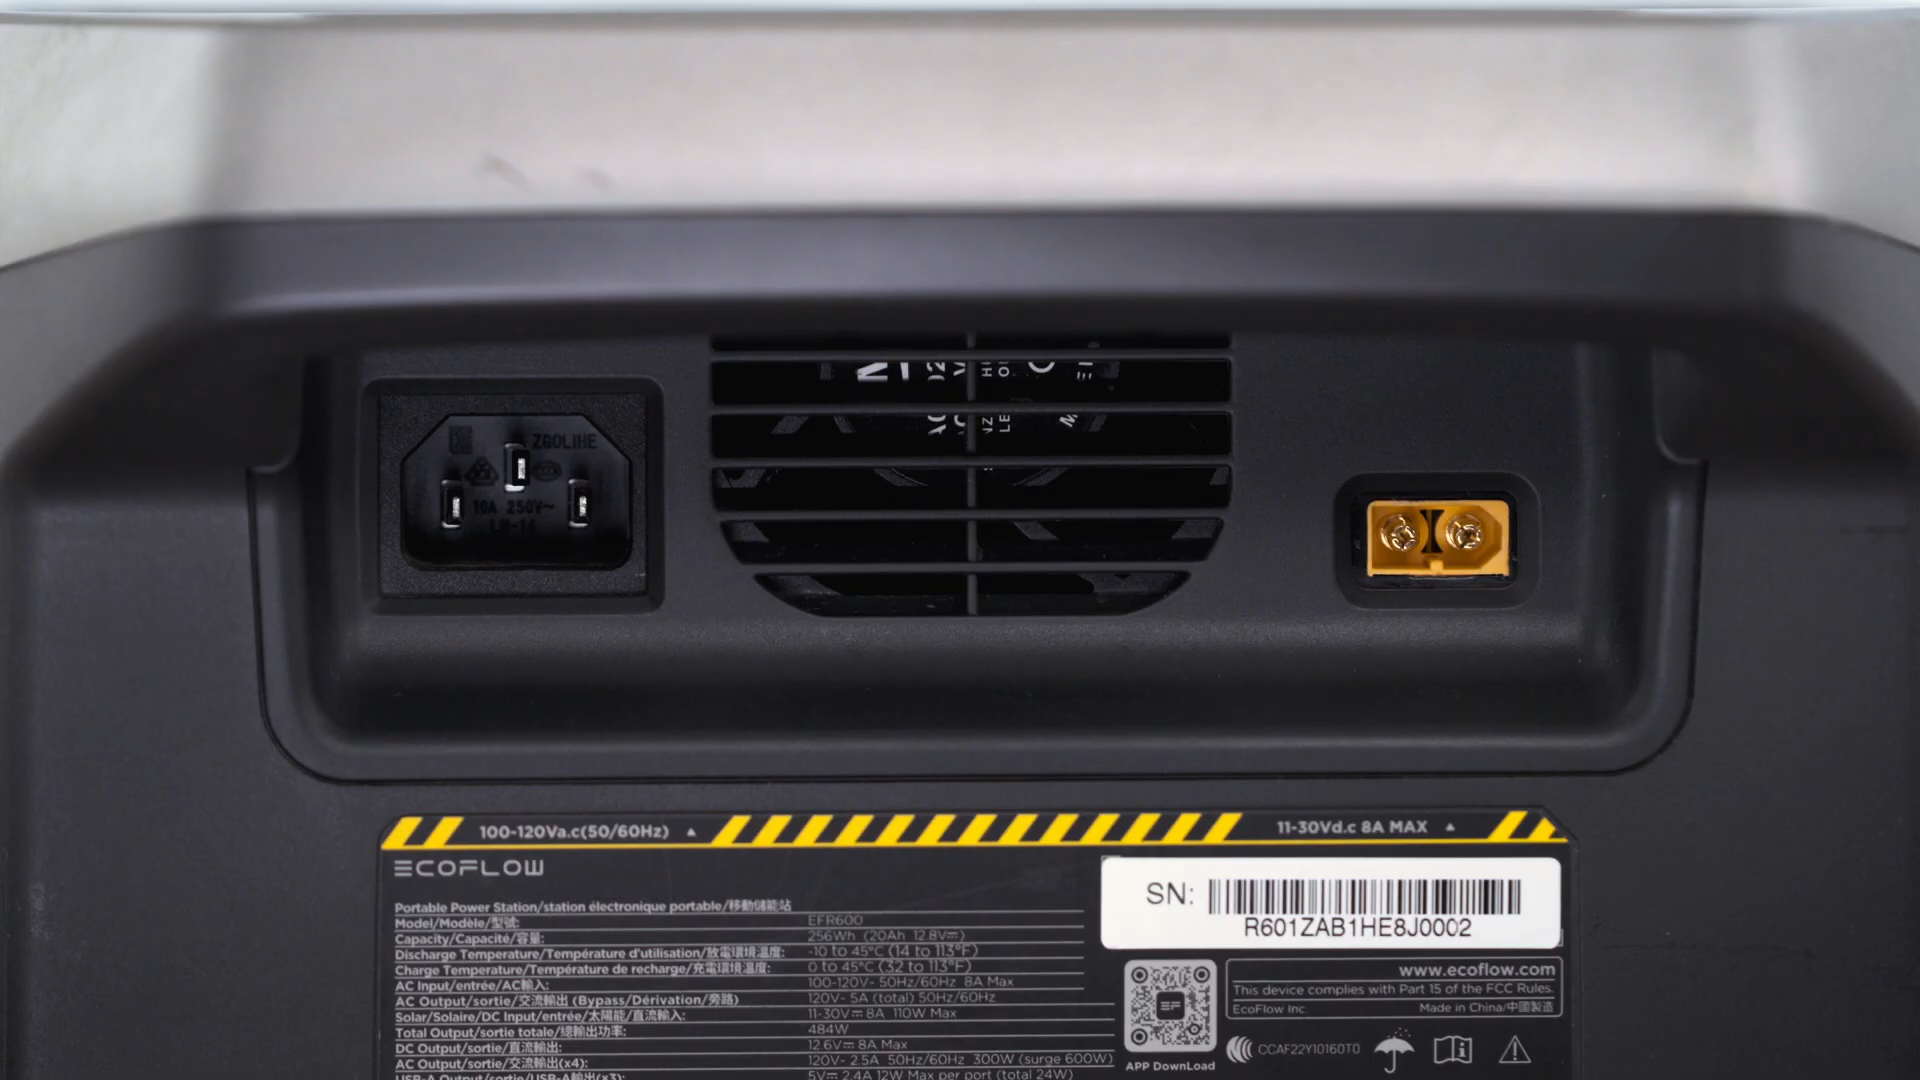 ZGOLIHE
10A 250V~
100-120Va.c(50/60Hz) ▲
11-30Vd.c 8A MAX ▲
ECOFLOW
SN:
R601ZAB1HE8J0002
Portable Power Station/station électronique portable/移動儲能站
Model/Modèle/型號: EFR600
Capacity/Capacité/容量: 256Wh (20Ah 12.8V⎓)
Discharge Temperature/Température d'utilisation/放電環境溫度: -10 to 45°C (14 to 113°F)
Charge Temperature/Température de recharge/充電環境溫度: 0 to 45°C (32 to 113°F)
AC Input/entrée/AC輸入: 100-120V~ 50Hz/60Hz 8A Max
AC Output/sortie/交流輸出 (Bypass/Dérivation/旁路) 120V~ 5A (total) 50Hz/60Hz
Solar/Solaire/DC Input/entrée/太陽能/直流輸入: 11-30V⎓8A 110W Max
Total Output/sortie totale/總輸出功率: 484W
DC Output/sortie/直流輸出: 12.6V⎓8A Max
AC Output/sortie/交流輸出(x4): 120V~ 2.5A 50Hz/60Hz 300W (surge 600W)
USB-A Output/sortie/USB-A輸出(x3): 5V⎓2.4A 12W Max per port (total 24W)
APP DownLoad
www.ecoflow.com
This device complies with Part 15 of the FCC Rules.
EcoFlow Inc. Made in China/中國製造
CCAF22Y10160T0